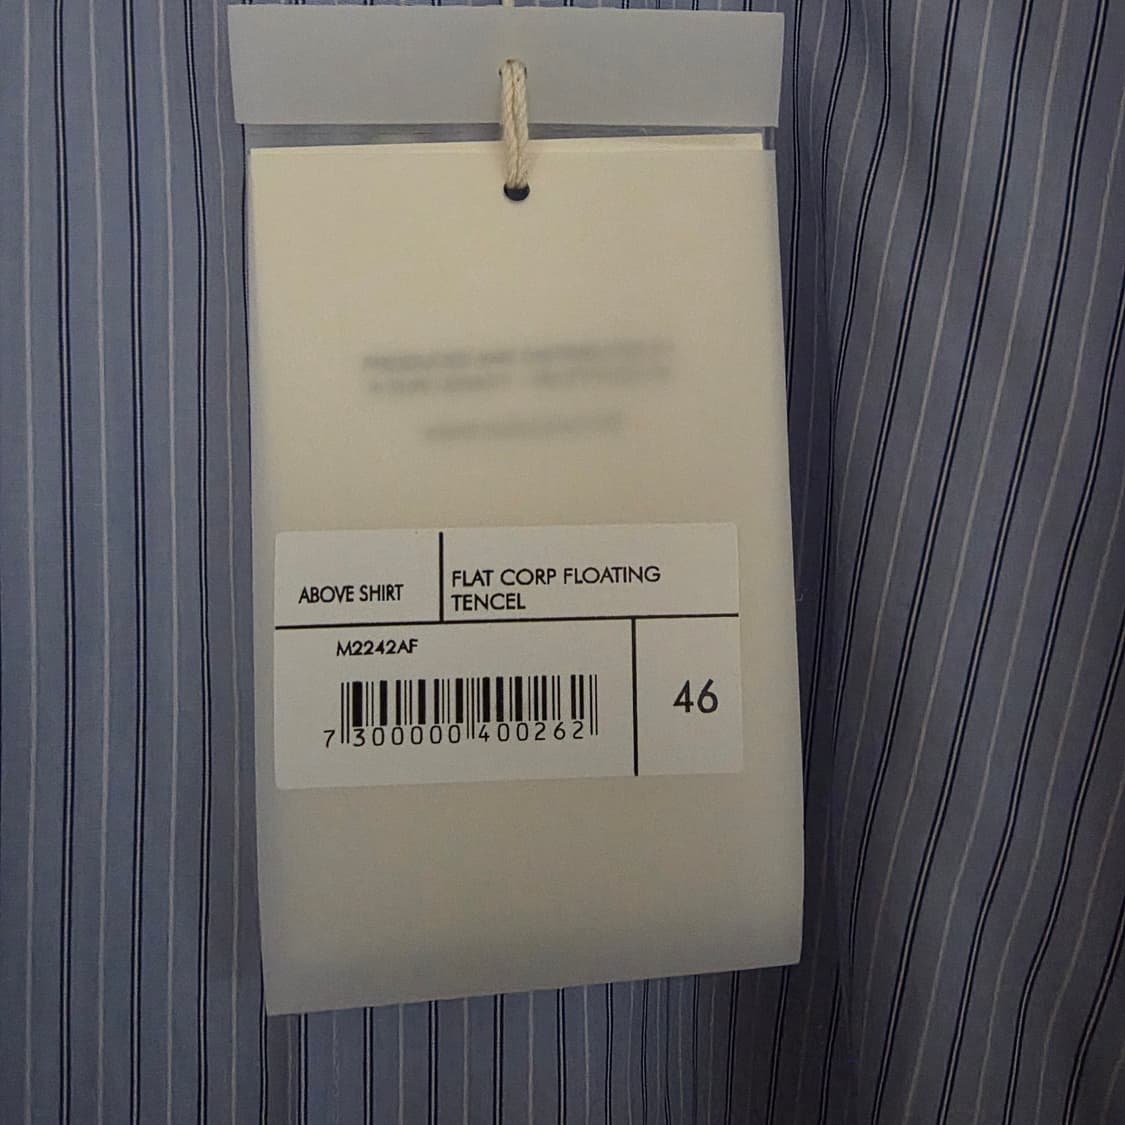 ABOVE SHIRT
FLAT CORP FLOATING
TENCEL
M2242AF
7 300000 400262
46